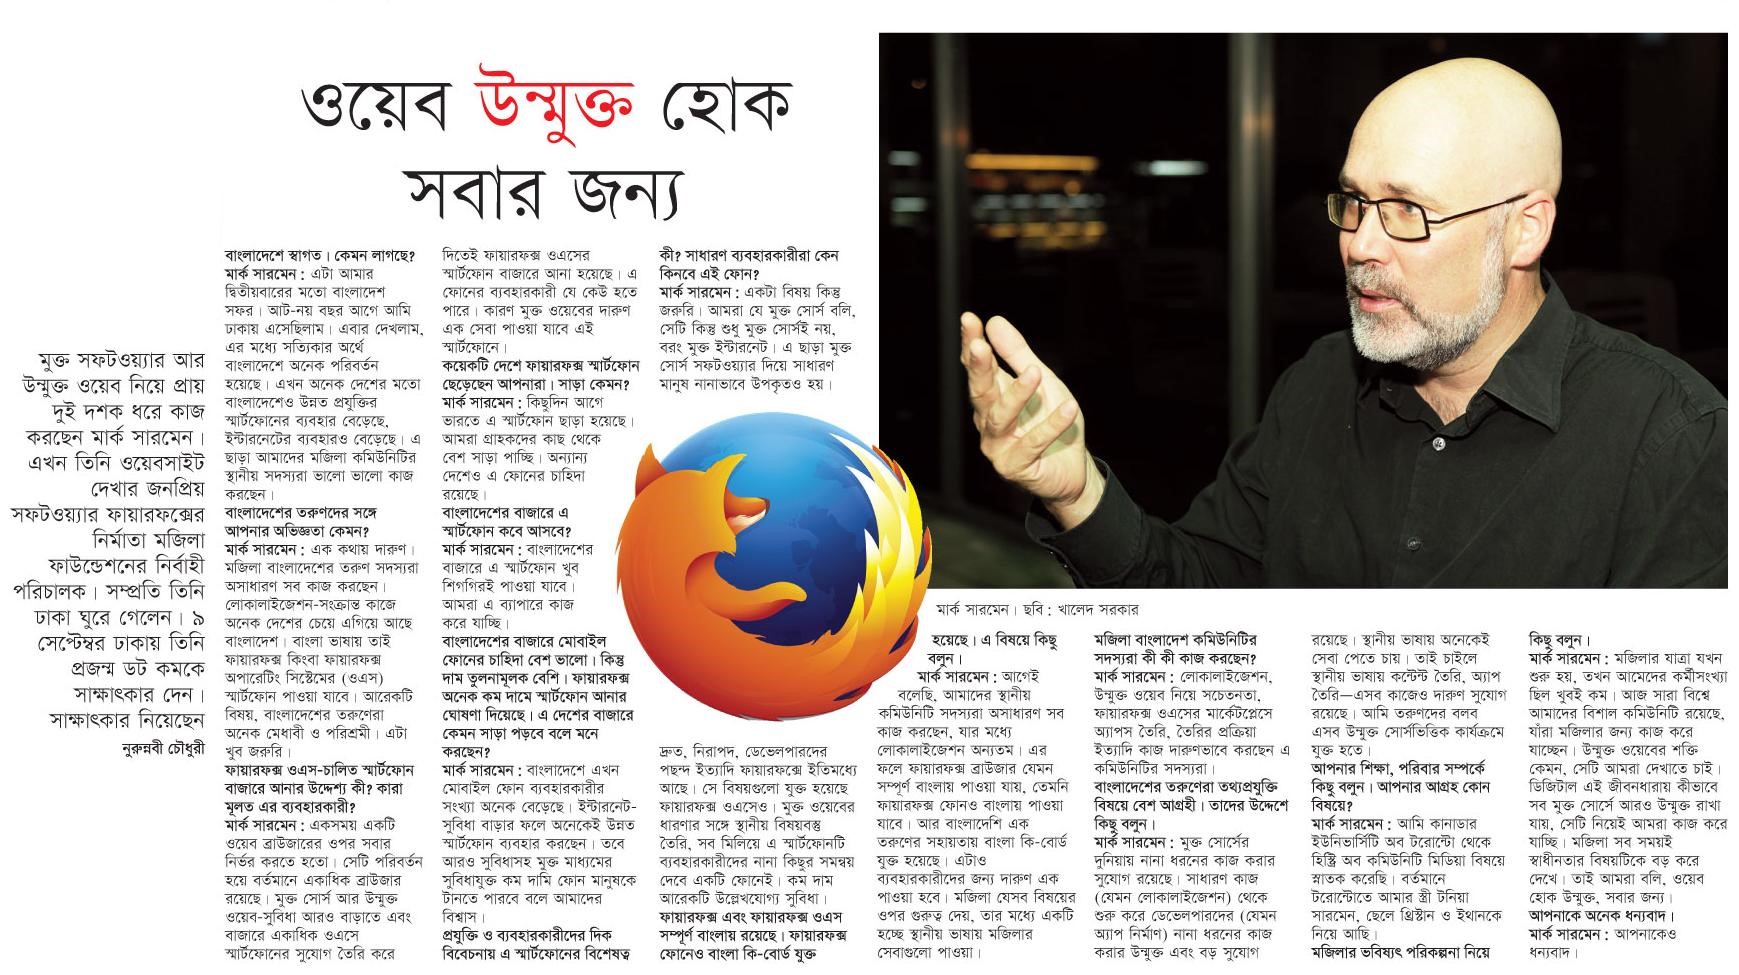 ওয়েব উন্মুক্ত হোক
সবার জন্য
মুক্ত সফটওয়্যার আর
উন্মুক্ত ওয়েব নিয়ে প্রায়
দুই দশক ধরে কাজ
করছেন মার্ক সারমেন।
এখন তিনি ওয়েবসাইট
দেখার জনপ্রিয়
সফটওয়্যার ফায়ারফক্সের
নির্মাতা মজিলা
ফাউন্ডেশনের নির্বাহী
পরিচালক। সম্প্রতি তিনি
ঢাকা ঘুরে গেলেন। ৯
সেপ্টেম্বর ঢাকায় তিনি
প্রজন্ম ডট কমকে
সাক্ষাৎকার দেন।
সাক্ষাৎকার নিয়েছেন
নুরুন্নবী চৌধুরী
বাংলাদেশে স্বাগত। কেমন লাগছে?
মার্ক সারমেন : এটা আমার
দ্বিতীয়বারের মতো বাংলাদেশ
সফর। আট-নয় বছর আগে আমি
ঢাকায় এসেছিলাম। এবার দেখলাম,
এর মধ্যে সত্যিকার অর্থে
বাংলাদেশে অনেক পরিবর্তন
হয়েছে। এখন অনেক দেশের মতো
বাংলাদেশেও উন্নত প্রযুক্তির
স্মার্টফোনের ব্যবহার বেড়েছে,
ইন্টারনেটের ব্যবহারও বেড়েছে। এ
ছাড়া আমাদের মজিলা কমিউনিটির
স্থানীয় সদস্যরা ভালো ভালো কাজ
করছেন।
বাংলাদেশের তরুণদের সঙ্গে
আপনার অভিজ্ঞতা কেমন?
মার্ক সারমেন : এক কথায় দারুণ।
মজিলা বাংলাদেশের তরুণ সদস্যরা
অসাধারণ সব কাজ করছেন।
লোকালাইজেশন-সংক্রান্ত কাজে
অনেক দেশের চেয়ে এগিয়ে আছে
বাংলাদেশ। বাংলা ভাষায় তাই
ফায়ারফক্স কিংবা ফায়ারফক্স
অপারেটিং সিস্টেমের (ওএস)
স্মার্টফোন পাওয়া যাবে। আরেকটি
বিষয়, বাংলাদেশের তরুণেরা
অনেক মেধাবী ও পরিশ্রমী। এটা
খুব জরুরি।
ফায়ারফক্স ওএস-চালিত স্মার্টফোন
বাজারে আনার উদ্দেশ্য কী? কারা
মূলত এর ব্যবহারকারী?
মার্ক সারমেন : একসময় একটি
ওয়েব ব্রাউজারের ওপর সবার
নির্ভর করতে হতো। সেটি পরিবর্তন
হয়ে বর্তমানে একাধিক ব্রাউজার
রয়েছে। মুক্ত সোর্স আর উন্মুক্ত
ওয়েব-সুবিধা আরও বাড়াতে এবং
বাজারে একাধিক ওএসে
স্মার্টফোনের সুযোগ তৈরি করে
দিতেই ফায়ারফক্স ওএসের
স্মার্টফোন বাজারে আনা হয়েছে। এ
ফোনের ব্যবহারকারী যে কেউ হতে
পারে। কারণ মুক্ত ওয়েবের দারুণ
এক সেবা পাওয়া যাবে এই
স্মার্টফোনে।
কয়েকটি দেশে ফায়ারফক্স স্মার্টফোন
ছেড়েছেন আপনারা। সাড়া কেমন?
মার্ক সারমেন : কিছুদিন আগে
ভারতে এ স্মার্টফোন ছাড়া হয়েছে।
আমরা গ্রাহকদের কাছ থেকে
বেশ সাড়া পাচ্ছি। অন্যান্য
দেশেও এ ফোনের চাহিদা
রয়েছে।
বাংলাদেশের বাজারে এ
স্মার্টফোন কবে আসবে?
মার্ক সারমেন : বাংলাদেশের
বাজারে এ স্মার্টফোন খুব
শিগগিরই পাওয়া যাবে।
আমরা এ ব্যাপারে কাজ
করে যাচ্ছি।
বাংলাদেশের বাজারে মোবাইল
ফোনের চাহিদা বেশ ভালো। কিন্তু
দাম তুলনামূলক বেশি। ফায়ারফক্স
অনেক কম দামে স্মার্টফোন আনার
ঘোষণা দিয়েছে। এ দেশের বাজারে
কেমন সাড়া পড়বে বলে মনে
করছেন?
মার্ক সারমেন : বাংলাদেশে এখন
মোবাইল ফোন ব্যবহারকারীর
সংখ্যা অনেক বেড়েছে। ইন্টারনেট-
সুবিধা বাড়ার ফলে অনেকেই উন্নত
স্মার্টফোন ব্যবহার করছেন। তবে
আরও সুবিধাসহ মুক্ত মাধ্যমের
সুবিধাযুক্ত কম দামি ফোন মানুষকে
টানতে পারবে বলে আমাদের
বিশ্বাস।
প্রযুক্তি ও ব্যবহারকারীদের দিক
বিবেচনায় এ স্মার্টফোনের বিশেষত্ব
কী? সাধারণ ব্যবহারকারীরা কেন
কিনবে এই ফোন?
মার্ক সারমেন : একটা বিষয় কিন্তু
জরুরি। আমরা যে মুক্ত সোর্স বলি,
সেটি কিন্তু শুধু মুক্ত সোর্সই নয়,
বরং মুক্ত ইন্টারনেট। এ ছাড়া মুক্ত
সোর্স সফটওয়্যার দিয়ে সাধারণ
মানুষ নানাভাবে উপকৃতও হয়।
দ্রুত, নিরাপদ, ডেভেলপারদের
পছন্দ ইত্যাদি ফায়ারফক্সে ইতিমধ্যে
আছে। সে বিষয়গুলো যুক্ত হয়েছে
ফায়ারফক্স ওএসেও। মুক্ত ওয়েবের
ধারণার সঙ্গে স্থানীয় বিষয়বস্তু
তৈরি, সব মিলিয়ে এ স্মার্টফোনটি
ব্যবহারকারীদের নানা কিছুর সমন্বয়
দেবে একটি ফোনেই। কম দাম
আরেকটি উল্লেখযোগ্য সুবিধা।
ফায়ারফক্স এবং ফায়ারফক্স ওএস
সম্পূর্ণ বাংলায় রয়েছে। ফায়ারফক্স
ফোনেও বাংলা কি-বোর্ড যুক্ত
মার্ক সারমেন। ছবি : খালেদ সরকার
হয়েছে। এ বিষয়ে কিছু
বলুন।
মার্ক সারমেন : আগেই
বলেছি, আমাদের স্থানীয়
কমিউনিটি সদস্যরা অসাধারণ সব
কাজ করছেন, যার মধ্যে
লোকালাইজেশন অন্যতম। এর
ফলে ফায়ারফক্স ব্রাউজার যেমন
সম্পূর্ণ বাংলায় পাওয়া যায়, তেমনি
ফায়ারফক্স ফোনও বাংলায় পাওয়া
যাবে। আর বাংলাদেশি এক
তরুণের সহায়তায় বাংলা কি-বোর্ড
যুক্ত হয়েছে। এটাও
ব্যবহারকারীদের জন্য দারুণ এক
পাওয়া হবে। মজিলা যেসব বিষয়ের
ওপর গুরুত্ব দেয়, তার মধ্যে একটি
হচ্ছে স্থানীয় ভাষায় মজিলার
সেবাগুলো পাওয়া।
মজিলা বাংলাদেশ কমিউনিটির
সদস্যরা কী কী কাজ করছেন?
মার্ক সারমেন : লোকালাইজেশন,
উন্মুক্ত ওয়েব নিয়ে সচেতনতা,
ফায়ারফক্স ওএসের মার্কেটপ্লেসে
অ্যাপস তৈরি, তৈরির প্রক্রিয়া
ইত্যাদি কাজ দারুণভাবে করছেন এ
কমিউনিটির সদস্যরা।
বাংলাদেশের তরুণেরা তথ্যপ্রযুক্তি
বিষয়ে বেশ আগ্রহী। তাদের উদ্দেশে
কিছু বলুন।
মার্ক সারমেন : মুক্ত সোর্সের
দুনিয়ায় নানা ধরনের কাজ করার
সুযোগ রয়েছে। সাধারণ কাজ
(যেমন লোকালাইজেশন) থেকে
শুরু করে ডেভেলপারদের (যেমন
অ্যাপ নির্মাণ) নানা ধরনের কাজ
করার উন্মুক্ত এবং বড় সুযোগ
রয়েছে। স্থানীয় ভাষায় অনেকেই
সেবা পেতে চায়। তাই চাইলে
স্থানীয় ভাষায় কন্টেন্ট তৈরি, অ্যাপ
তৈরি—এসব কাজেও দারুণ সুযোগ
রয়েছে। আমি তরুণদের বলব
এসব উন্মুক্ত সোর্সভিত্তিক কার্যক্রমে
যুক্ত হতে।
আপনার শিক্ষা, পরিবার সম্পর্কে
কিছু বলুন। আপনার আগ্রহ কোন
বিষয়ে?
মার্ক সারমেন : আমি কানাডার
ইউনিভার্সিটি অব টরন্টো থেকে
হিস্ট্রি অব কমিউনিটি মিডিয়া বিষয়ে
স্নাতক করেছি। বর্তমানে
টরোন্টোতে আমার স্ত্রী টনিয়া
সারমেন, ছেলে থ্রিস্টান ও ইথানকে
নিয়ে আছি।
মজিলার ভবিষ্যৎ পরিকল্পনা নিয়ে
কিছু বলুন।
মার্ক সারমেন : মজিলার যাত্রা যখন
শুরু হয়, তখন আমেদের কর্মীসংখ্যা
ছিল খুবই কম। আজ সারা বিশ্বে
আমাদের বিশাল কমিউনিটি রয়েছে,
যাঁরা মজিলার জন্য কাজ করে
যাচ্ছেন। উন্মুক্ত ওয়েবের শক্তি
কেমন, সেটি আমরা দেখাতে চাই।
ডিজিটাল এই জীবনধারায় কীভাবে
সব মুক্ত সোর্সে আরও উন্মুক্ত রাখা
যায়, সেটি নিয়েই আমরা কাজ করে
যাচ্ছি। মজিলা সব সময়ই
স্বাধীনতার বিষয়টিকে বড় করে
দেখে। তাই আমরা বলি, ওয়েব
হোক উন্মুক্ত, সবার জন্য।
আপনাকে অনেক ধন্যবাদ।
মার্ক সারমেন : আপনাকেও
ধন্যবাদ।